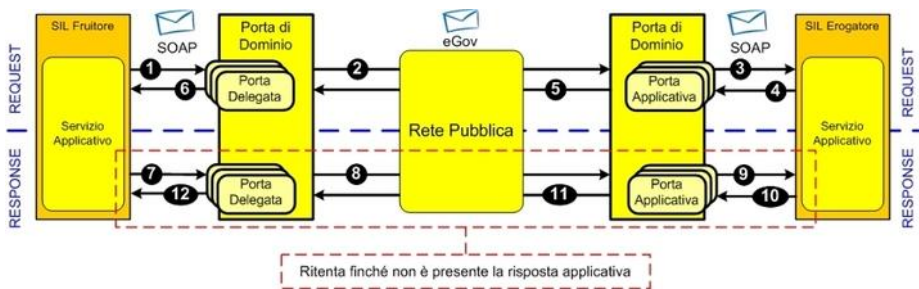 SIL Fruitore
SOAP
Porta di
Dominio
eGov
Porta di
Dominio
SOAP
SIL Erogatore
REQUEST
1
2
3
6
Porta
Delegata
5
Porta
Applicativa
4
REQUEST
Servizio
Applicativo
Rete Pubblica
Servizio
Applicativo
RESPONSE
7
8
9
12
Porta
Delegata
11
Porta
Applicativa
10
RESPONSE
Ritenta finché non è presente la risposta applicativa